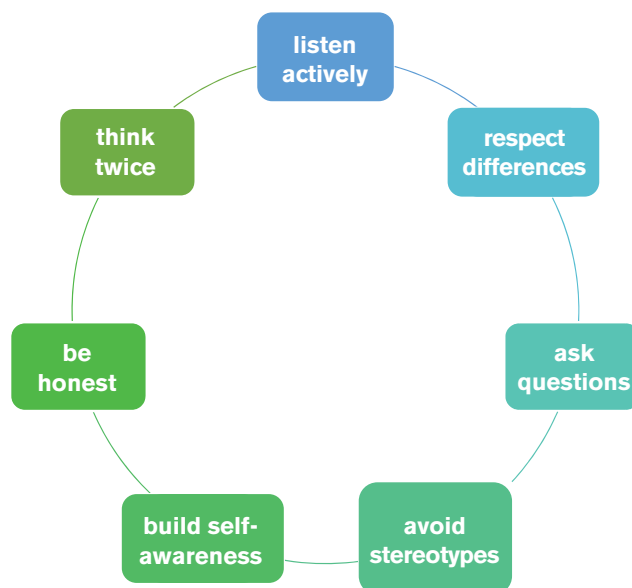 listen
actively
respect
differences
ask
questions
avoid
stereotypes
build self-
awareness
be
honest
think
twice